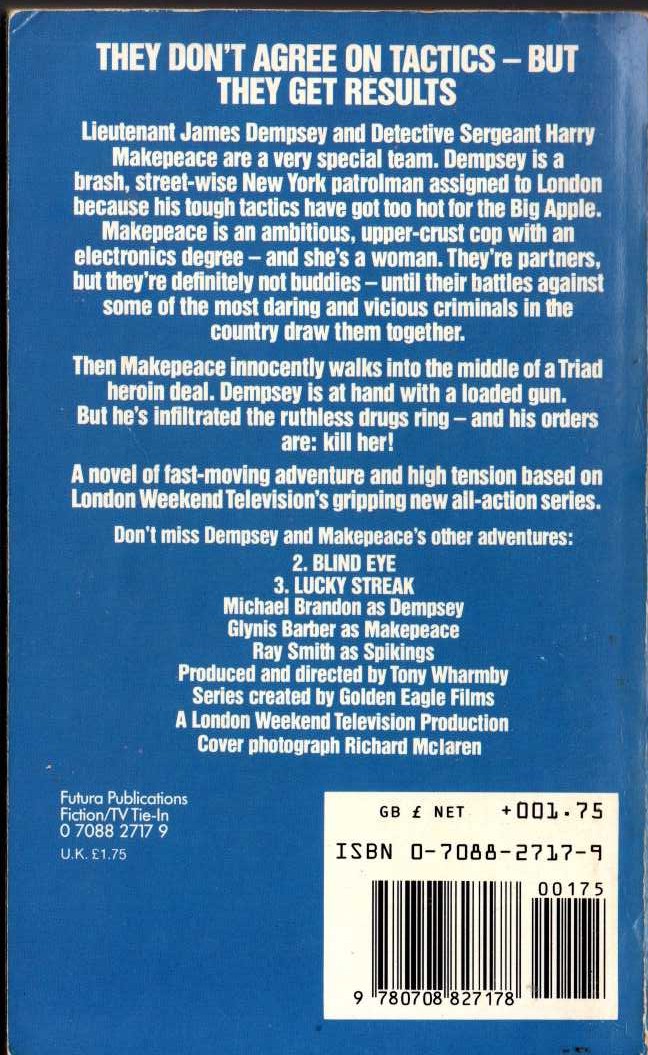 THEY DON'T AGREE ON TACTICS – BUT
THEY GET RESULTS
Lieutenant James Dempsey and Detective Sergeant Harry
Makepeace are a very special team. Dempsey is a
brash, street-wise New York patrolman assigned to London
because his tough tactics have got too hot for the Big Apple.
Makepeace is an ambitious, upper-crust cop with an
electronics degree – and she's a woman. They're partners,
but they're definitely not buddies – until their battles against
some of the most daring and vicious criminals in the
country draw them together.
Then Makepeace innocently walks into the middle of a Triad
heroin deal. Dempsey is at hand with a loaded gun.
But he's infiltrated the ruthless drugs ring – and his orders
are: kill her!
A novel of fast-moving adventure and high tension based on
London Weekend Television's gripping new all-action series.
Don't miss Dempsey and Makepeace's other adventures:
2. BLIND EYE
3. LUCKY STREAK
Michael Brandon as Dempsey
Glynis Barber as Makepeace
Ray Smith as Spikings
Produced and directed by Tony Wharmby
Series created by Golden Eagle Films
A London Weekend Television Production
Cover photograph Richard McIaren
Futura Publications
Fiction/TV Tie-In
0 7088 2717 9
U.K. £1.75
GB £ NET +001.75
ISBN 0-7088-2717-9
00175
9 780708 827178